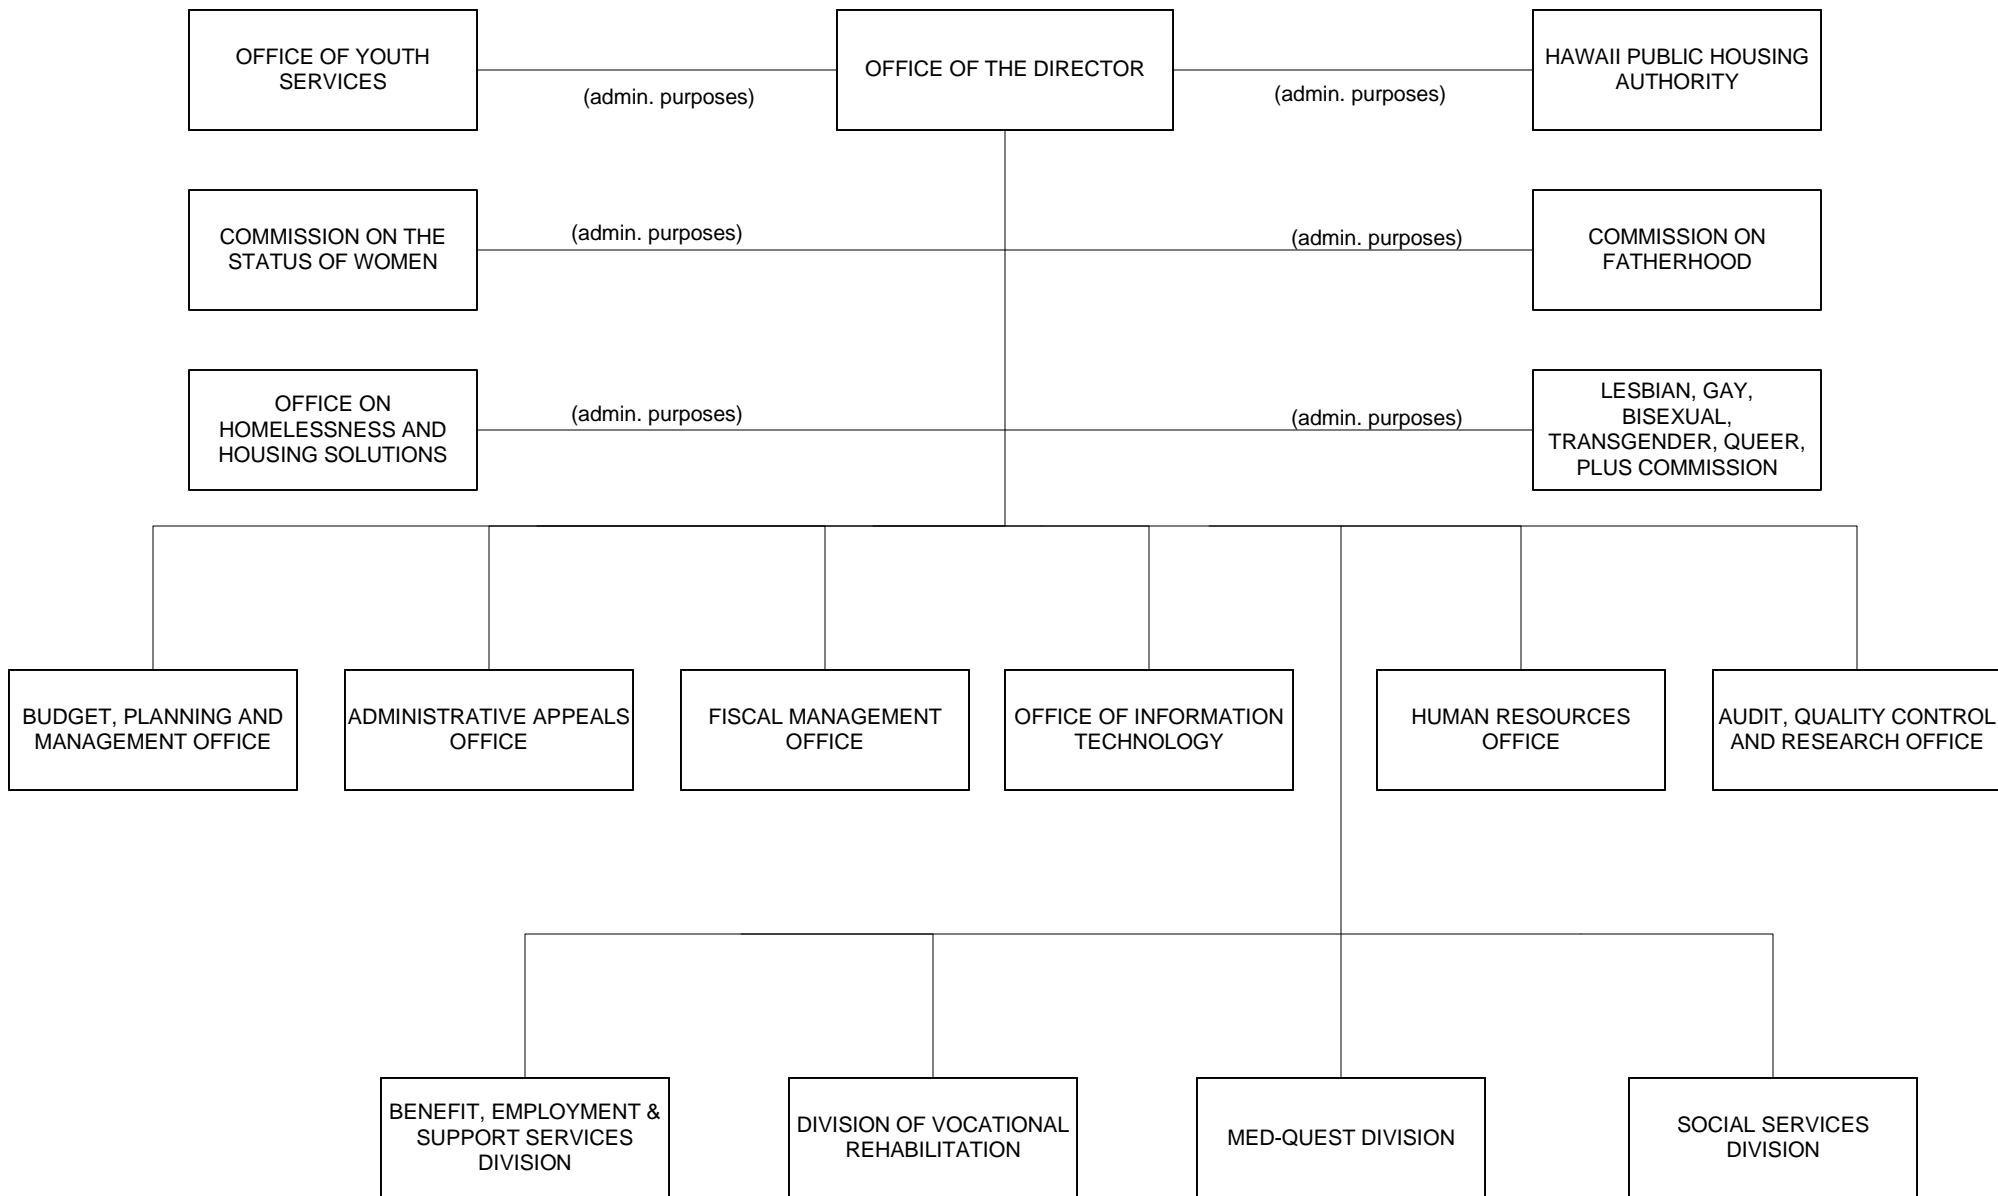 OFFICE OF YOUTH
SERVICES
(admin. purposes)
OFFICE OF THE DIRECTOR
(admin. purposes)
HAWAII PUBLIC HOUSING
AUTHORITY
COMMISSION ON THE
STATUS OF WOMEN
(admin. purposes)
(admin. purposes)
COMMISSION ON
FATHERHOOD
OFFICE ON
HOMELESSNESS AND
HOUSING SOLUTIONS
(admin. purposes)
(admin. purposes)
LESBIAN, GAY,
BISEXUAL,
TRANSGENDER, QUEER,
PLUS COMMISSION
BUDGET, PLANNING AND
MANAGEMENT OFFICE
ADMINISTRATIVE APPEALS
OFFICE
FISCAL MANAGEMENT
OFFICE
OFFICE OF INFORMATION
TECHNOLOGY
HUMAN RESOURCES
OFFICE
AUDIT, QUALITY CONTROL
AND RESEARCH OFFICE
BENEFIT, EMPLOYMENT &
SUPPORT SERVICES
DIVISION
DIVISION OF VOCATIONAL
REHABILITATION
MED-QUEST DIVISION
SOCIAL SERVICES
DIVISION